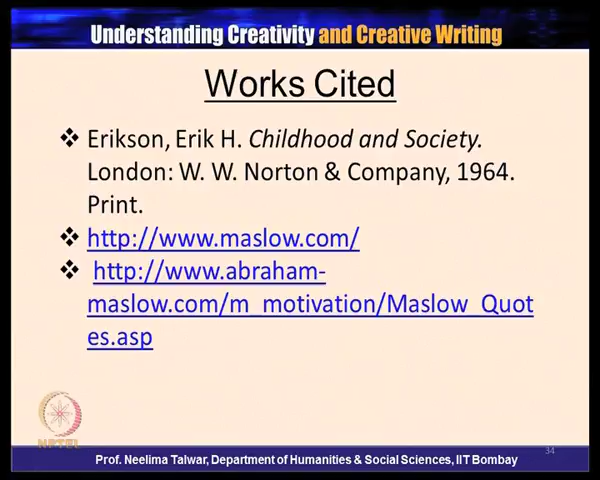 Understanding Creativity and Creative Writing
Works Cited
❖ Erikson, Erik H. Childhood and Society.
London: W. W. Norton & Company, 1964.
Print.
❖ http://www.maslow.com/
❖ http://www.abraham-
maslow.com/m_motivation/Maslow_Quot
es.asp
NPTEL
34
Prof. Neelima Talwar, Department of Humanities & Social Sciences, IIT Bombay